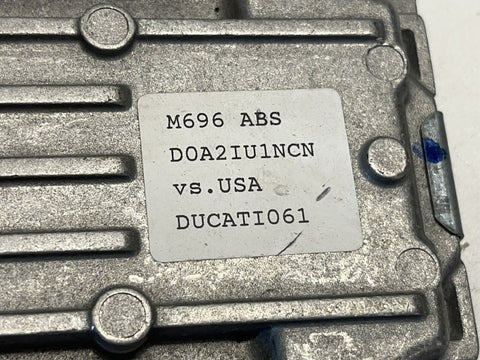 M696 ABS
D0A2IU1NCN
vs.USA
DUCATI061